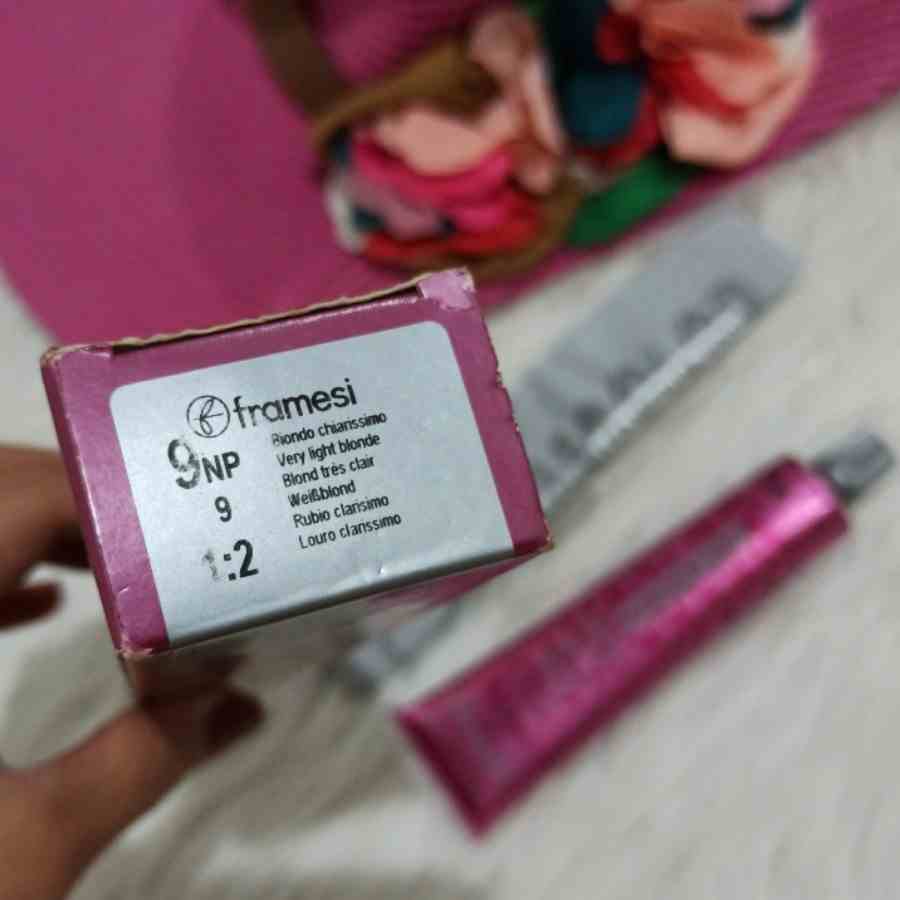 framesi
9NP
9
1:2
Biondo chiarissimo
Very light blonde
Blond très clair
Weißblond
Rubio clarisimo
Louro clarissimo